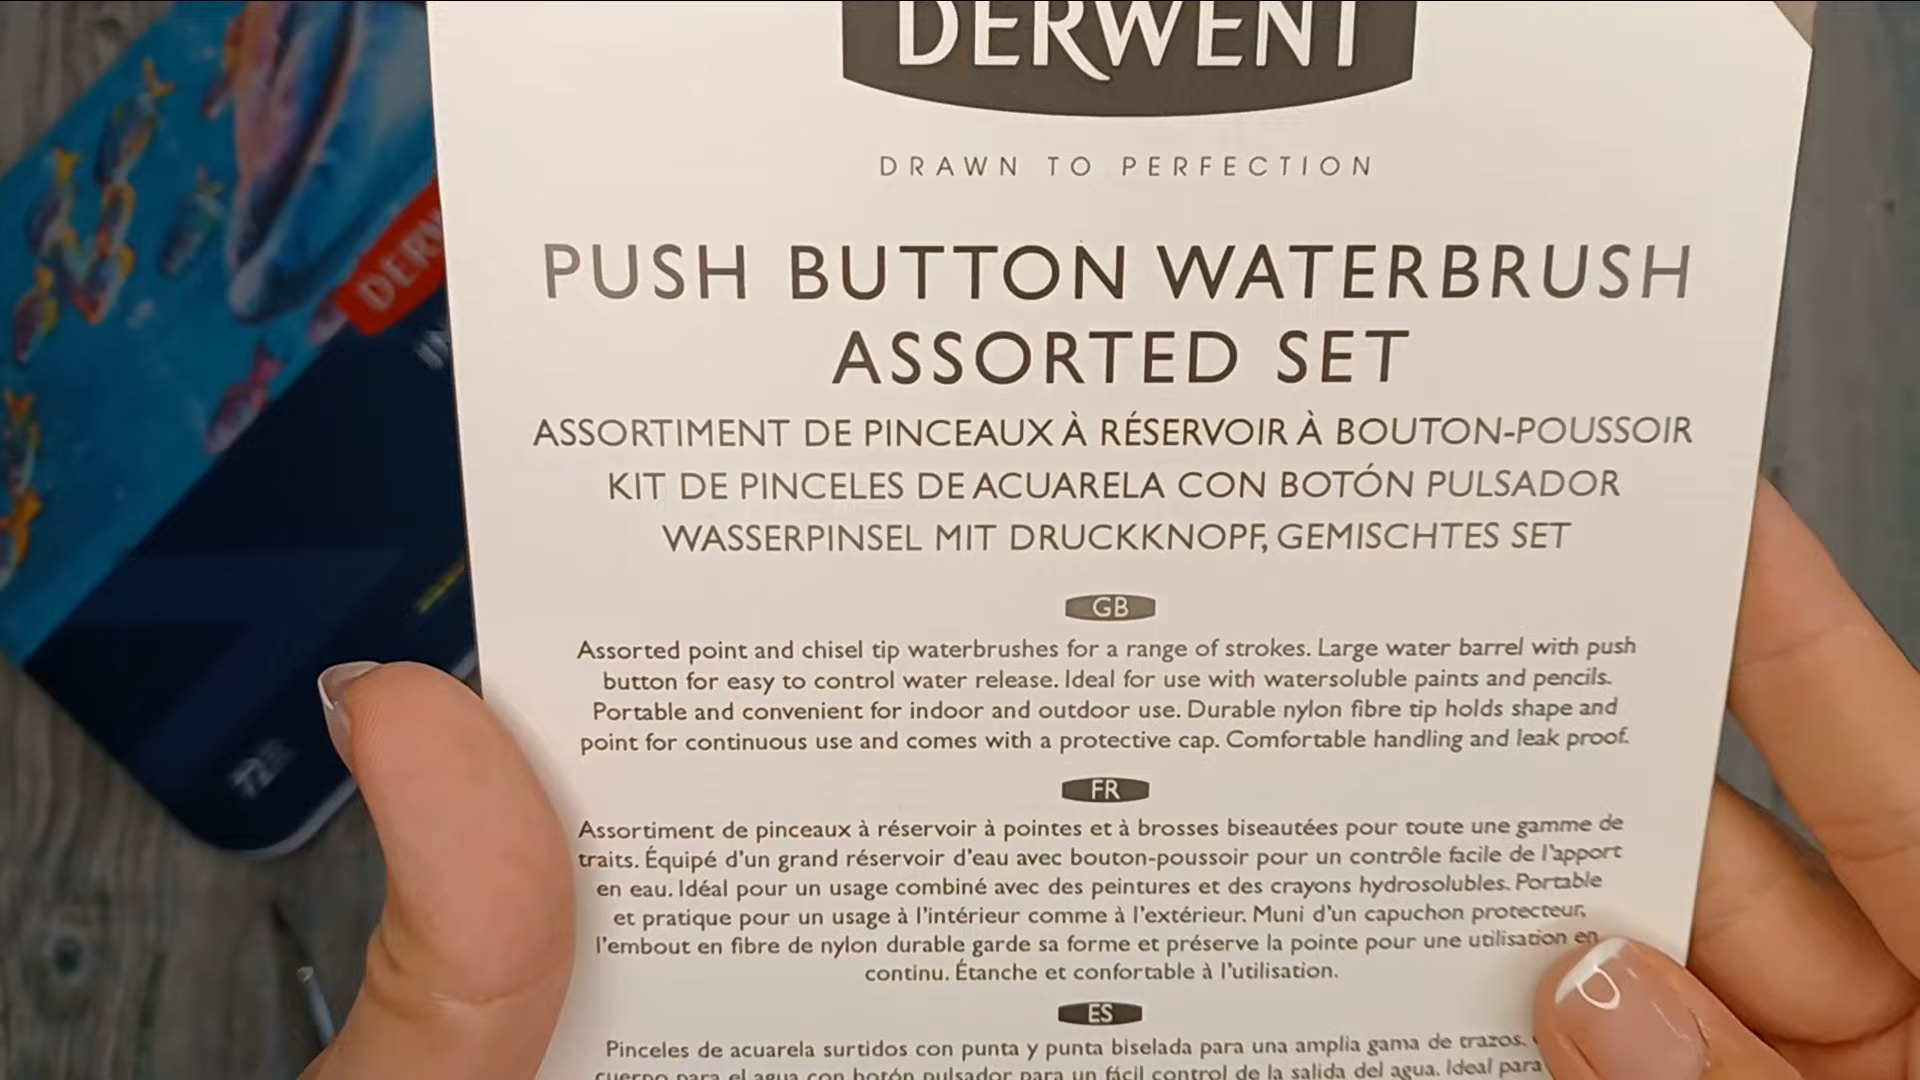 DERWENT
DRAWN TO PERFECTION
PUSH BUTTON WATERBRUSH
ASSORTED SET
ASSORTIMENT DE PINCEAUX À RÉSERVOIR À BOUTON-POUSSOIR
KIT DE PINCELES DE ACUARELA CON BOTÓN PULSADOR
WASSERPINSEL MIT DRUCKKNOPF, GEMISCHTES SET
GB
Assorted point and chisel tip waterbrushes for a range of strokes. Large water barrel with push
button for easy to control water release. Ideal for use with watersoluble paints and pencils.
Portable and convenient for indoor and outdoor use. Durable nylon fibre tip holds shape and
point for continuous use and comes with a protective cap. Comfortable handling and leak proof.
FR
Assortiment de pinceaux à réservoir à pointes et à brosses biseautées pour toute une gamme de
traits. Équipé d'un grand réservoir d'eau avec bouton-poussoir pour un contrôle facile de l'apport
en eau. Idéal pour un usage combiné avec des peintures et des crayons hydrosolubles. Portable
et pratique pour un usage à l'intérieur comme à l'extérieur. Muni d'un capuchon protecteur,
l'embout en fibre de nylon durable garde sa forme et préserve la pointe pour une utilisation en
continu. Étanche et confortable à l'utilisation.
ES
Pinceles de acuarela surtidos con punta y punta biselada para una amplia gama de trazos.
cuerpo para el agua con botón pulsador para un fácil control de la salida del agua. Ideal para
DERW
72